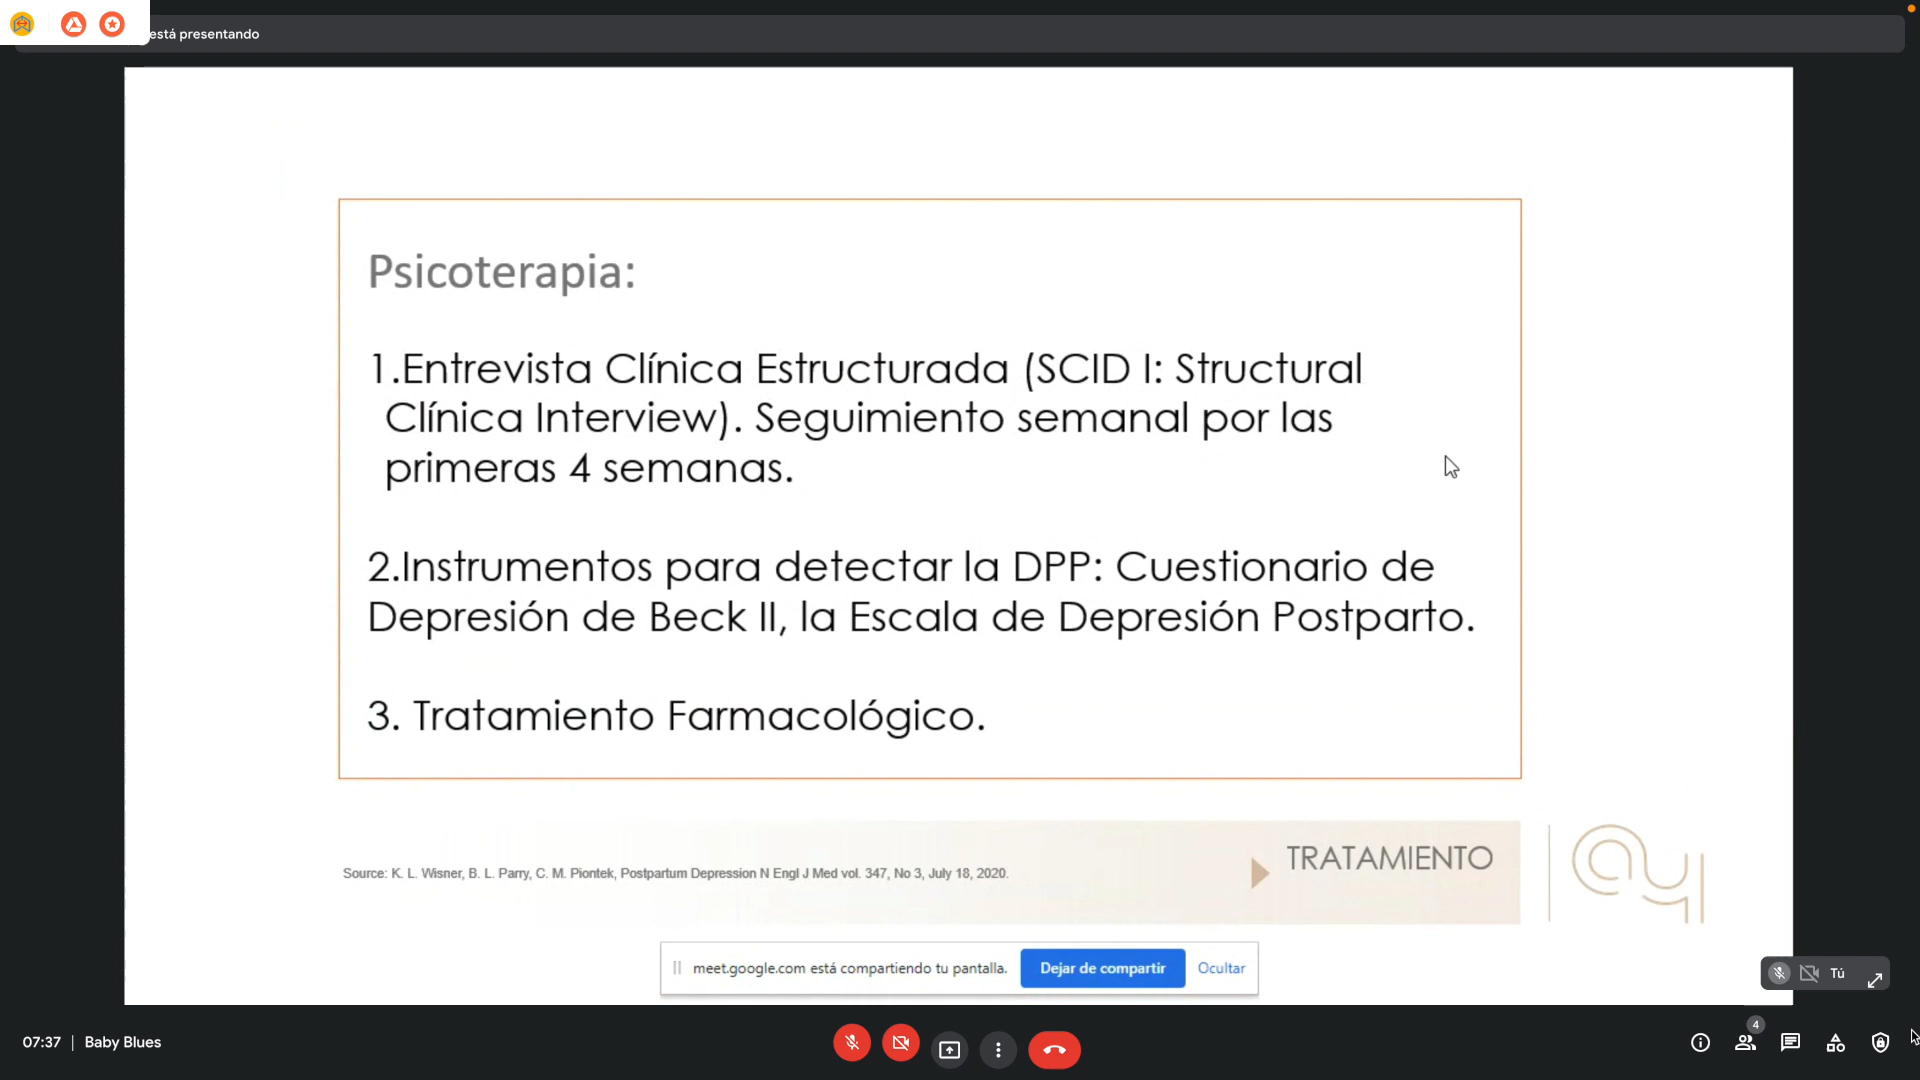 está presentando
Psicoterapia:
1.Entrevista Clínica Estructurada (SCID I: Structural
Clínica Interview). Seguimiento semanal por las
primeras 4 semanas.
2.Instrumentos para detectar la DPP: Cuestionario de
Depresión de Beck II, la Escala de Depresión Postparto.
3. Tratamiento Farmacológico.
Source: K. L. Wisner, B. L. Parry, C. M. Piontek, Postpartum Depression N Engl J Med vol. 347, No 3, July 18, 2020.
TRATAMIENTO
meet.google.com está compartiendo tu pantalla.
Dejar de compartir
Ocultar
Tú
07:37 | Baby Blues
4